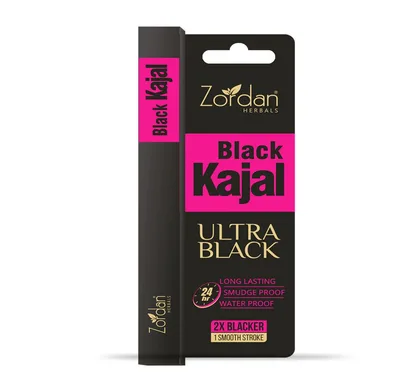 Black Kajal
Zordan
HERBALS
Zordan®
HERBALS
Black
Kajal
ULTRA
BLACK
24
hr
LONG LASTING
SMUDGE PROOF
WATER PROOF
2X BLACKER
1 SMOOTH STROKE